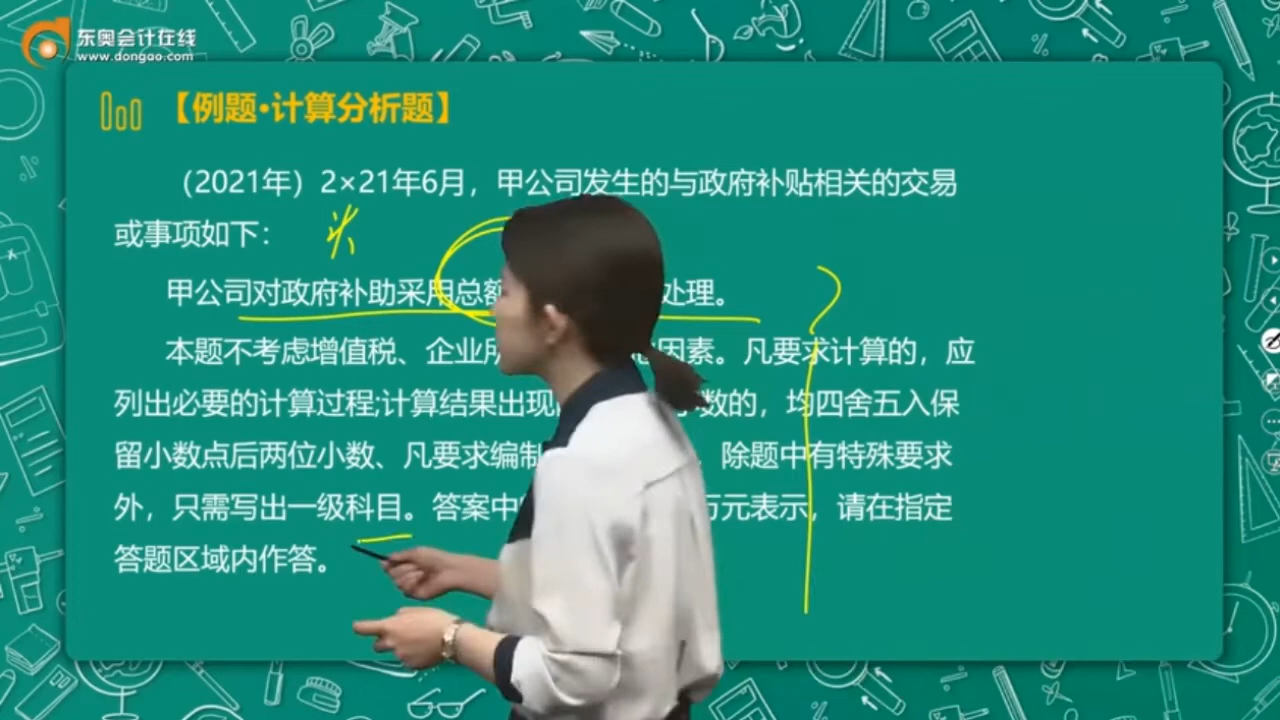 东奥会计在线
www.dongao.com
【例题·计算分析题】
(2021年)2×21年6月，甲公司发生的与政府补贴相关的交易
或事项如下：
甲公司对政府补助采用总额 处理。
本题不考虑增值税、企业所 因素。凡要求计算的，应
列出必要的计算过程;计算结果出现 数的，均四舍五入保
留小数点后两位小数、凡要求编制 除题中有特殊要求
外，只需写出一级科目。答案中 万元表示，请在指定
答题区域内作答。